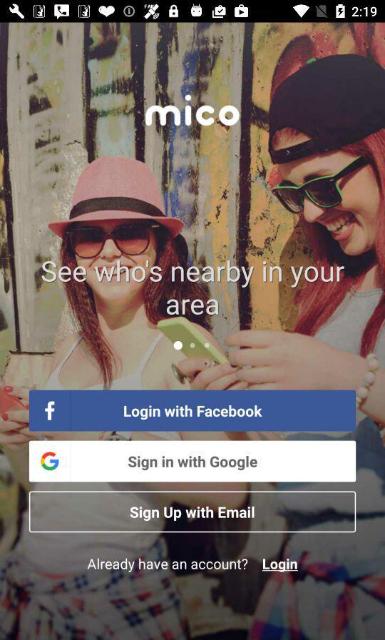 2:19
mico
See who's nearby in your
area
Login with Facebook
Sign in with Google
Sign Up with Email
Already have an account? Login